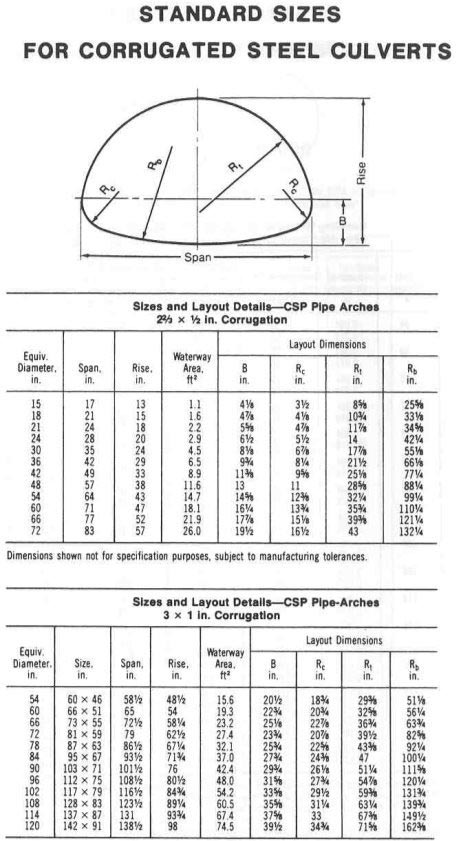 STANDARD SIZES
FOR CORRUGATED STEEL CULVERTS
Rb
Rt
Rc
Rc
Rise
B
Span
Sizes and Layout Details—CSP Pipe Arches
2⅔ × ½ in. Corrugation
Layout Dimensions
Equiv. Diameter, in. Span, in. Rise, in. Waterway Area, ft² B in. Rc in. Rt in. Rb in.
15 17 13 1.1 4⅛ 3½ 8⅝ 25⅝
18 21 15 1.6 4⅞ 4⅛ 10¾ 33⅛
21 24 18 2.2 5⅝ 4⅞ 11⅞ 34⅝
24 28 20 2.9 6½ 5½ 14 42¼
30 35 24 4.5 8⅛ 6⅞ 17⅞ 55⅛
36 42 29 6.5 9¾ 8¼ 21½ 66⅛
42 49 33 8.9 11⅜ 9⅝ 25⅛ 77¼
48 57 38 11.6 13 11 28⅝ 88¼
54 64 43 14.7 14⅝ 12⅜ 32¼ 99¼
60 71 47 18.1 16¼ 13¾ 35¾ 110¼
66 77 52 21.9 17⅞ 15⅛ 39⅜ 121¼
72 83 57 26.0 19½ 16½ 43 132¼
Dimensions shown not for specification purposes, subject to manufacturing tolerances.
Sizes and Layout Details—CSP Pipe-Arches
3 × 1 in. Corrugation
Layout Dimensions
Equiv. Diameter, in. Size, in. Span, in. Rise, in. Waterway Area, ft² B in. Rc in. Rt in. Rb in.
54 60 × 46 58½ 48½ 15.6 20½ 18¾ 29⅜ 51⅛
60 66 × 51 65 54 19.3 22¾ 20¾ 32⅝ 56¼
66 73 × 55 72½ 58¼ 23.2 25⅛ 22⅞ 36¾ 63¾
72 81 × 59 79 62½ 27.4 23¾ 20⅞ 39½ 82⅝
78 87 × 63 86½ 67¼ 32.1 25¾ 22⅝ 43⅜ 92¼
84 95 × 67 93½ 71¾ 37.0 27¾ 24⅜ 47 100¼
90 103 × 71 101½ 76 42.4 29¾ 26⅛ 51¼ 111⅝
96 112 × 75 108½ 80½ 48.0 31⅝ 27¾ 54⅞ 120¼
102 117 × 79 116½ 84¾ 54.2 33⅝ 29½ 59⅜ 131¾
108 128 × 83 123½ 89¼ 60.5 35⅝ 31¼ 63¼ 139¾
114 137 × 87 131 93¾ 67.4 37⅝ 33 67⅜ 149½
120 142 × 91 138½ 98 74.5 39½ 34¾ 71⅝ 162⅜